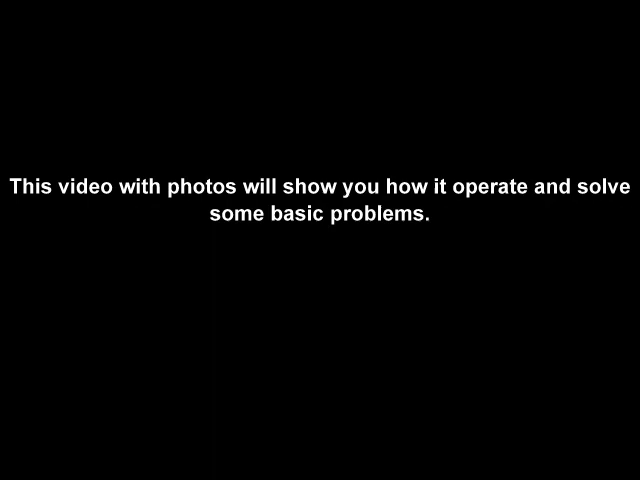 This video with photos will show you how it operate and solve
some basic problems.